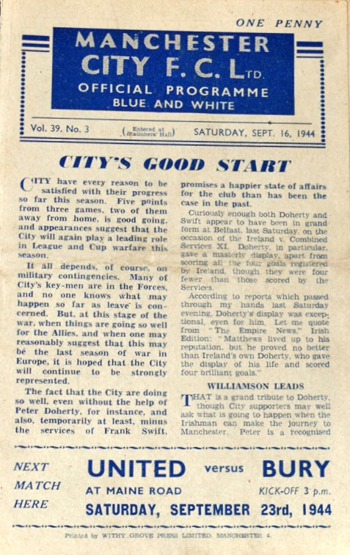 ONE PENNY
MANCHESTER
CITY F.C. LTD.
OFFICIAL PROGRAMME
BLUE AND WHITE
Vol. 39, No. 3
(Entered at Stationers' Hall)
SATURDAY, SEPT. 16, 1944
CITY'S GOOD START
CITY have every reason to be
satisfied with their progress
so far this season. Five points
from three games, two of them
away from home, is good going,
and appearances suggest that the
City will again play a leading role
in League and Cup warfare this
season.
It all depends, of course, on
military contingencies. Many of
City's key-men are in the Forces,
and no one knows what may
happen so far as leave is con-
cerned. But, at this stage of the
war, when things are going so well
for the Allies, and when one may
reasonably suggest that this may
be the last season of war in
Europe, it is hoped that the City
will continue to be strongly
represented.
The fact that the City are doing
so well, even without the help of
Peter Doherty, for instance, and
also, temporarily at least, minus
the services of Frank Swift,
promises a happier state of affairs
for the club than has been the
case in the past.
Curiously enough both Doherty and
Swift appear to have been in grand
form at Belfast, last Saturday, on
the occasion of the Ireland v. Combined
Services XI. Doherty, in particular,
gave a masterly display, apart from
scoring all the four goals registered
by Ireland, though they were four
fewer than those scored by the
Services.
According to reports which passed
through my hands last Saturday
evening, Doherty's display was excep-
tional, even for him. Let me quote
from "The Empire News," Irish
Edition: "Matthews lived up to his
reputation, but he proved no better
than Ireland's own Doherty, who gave
the display of his life and scored
four brilliant goals."
WILLIAMSON LEADS
THAT is a grand tribute to Doherty,
though City supporters may well
ask what is going to happen when the
Irishman can make the journey to
Manchester. Peter is a recognised
NEXT
MATCH
HERE
UNITED versus BURY
AT MAINE ROAD KICK-OFF 3 p.m.
SATURDAY, SEPTEMBER 23rd, 1944
Printed by WITHY GROVE PRESS LIMITED, MANCHESTER 4.